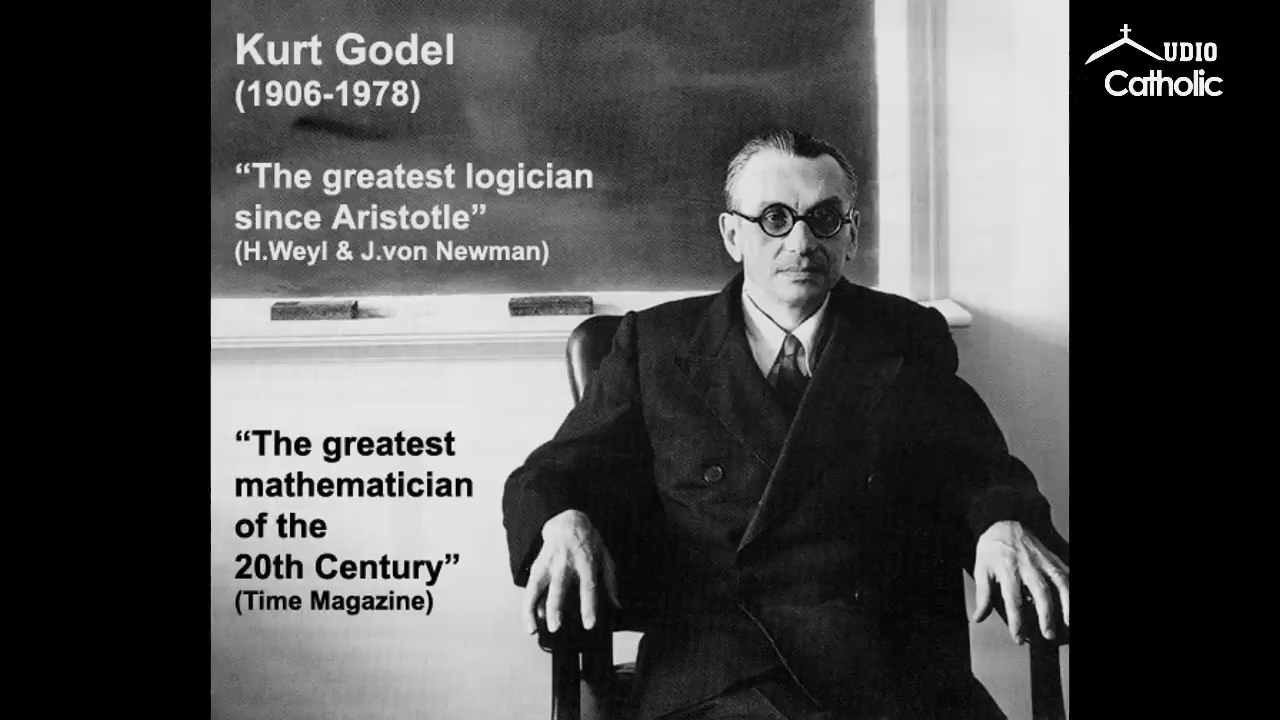 Kurt Godel
(1906-1978)
“The greatest logician
since Aristotle”
(H.Weyl & J.von Newman)
“The greatest
mathematician
of the
20th Century”
(Time Magazine)
UDIO
Catholic